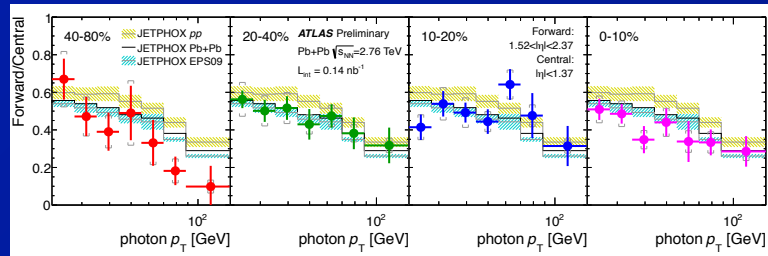 Forward/Central
1
0.8
0.6
0.4
0.2
0
40-80%
JETPHOX pp
JETPHOX Pb+Pb
JETPHOX EPS09
10²
photon p_T [GeV]
20-40%
ATLAS Preliminary
Pb+Pb √s_NN=2.76 TeV
L_int = 0.14 nb⁻¹
10²
photon p_T [GeV]
10-20%
Forward:
1.52<|η|<2.37
Central:
|η|<1.37
10²
photon p_T [GeV]
0-10%
10²
photon p_T [GeV]